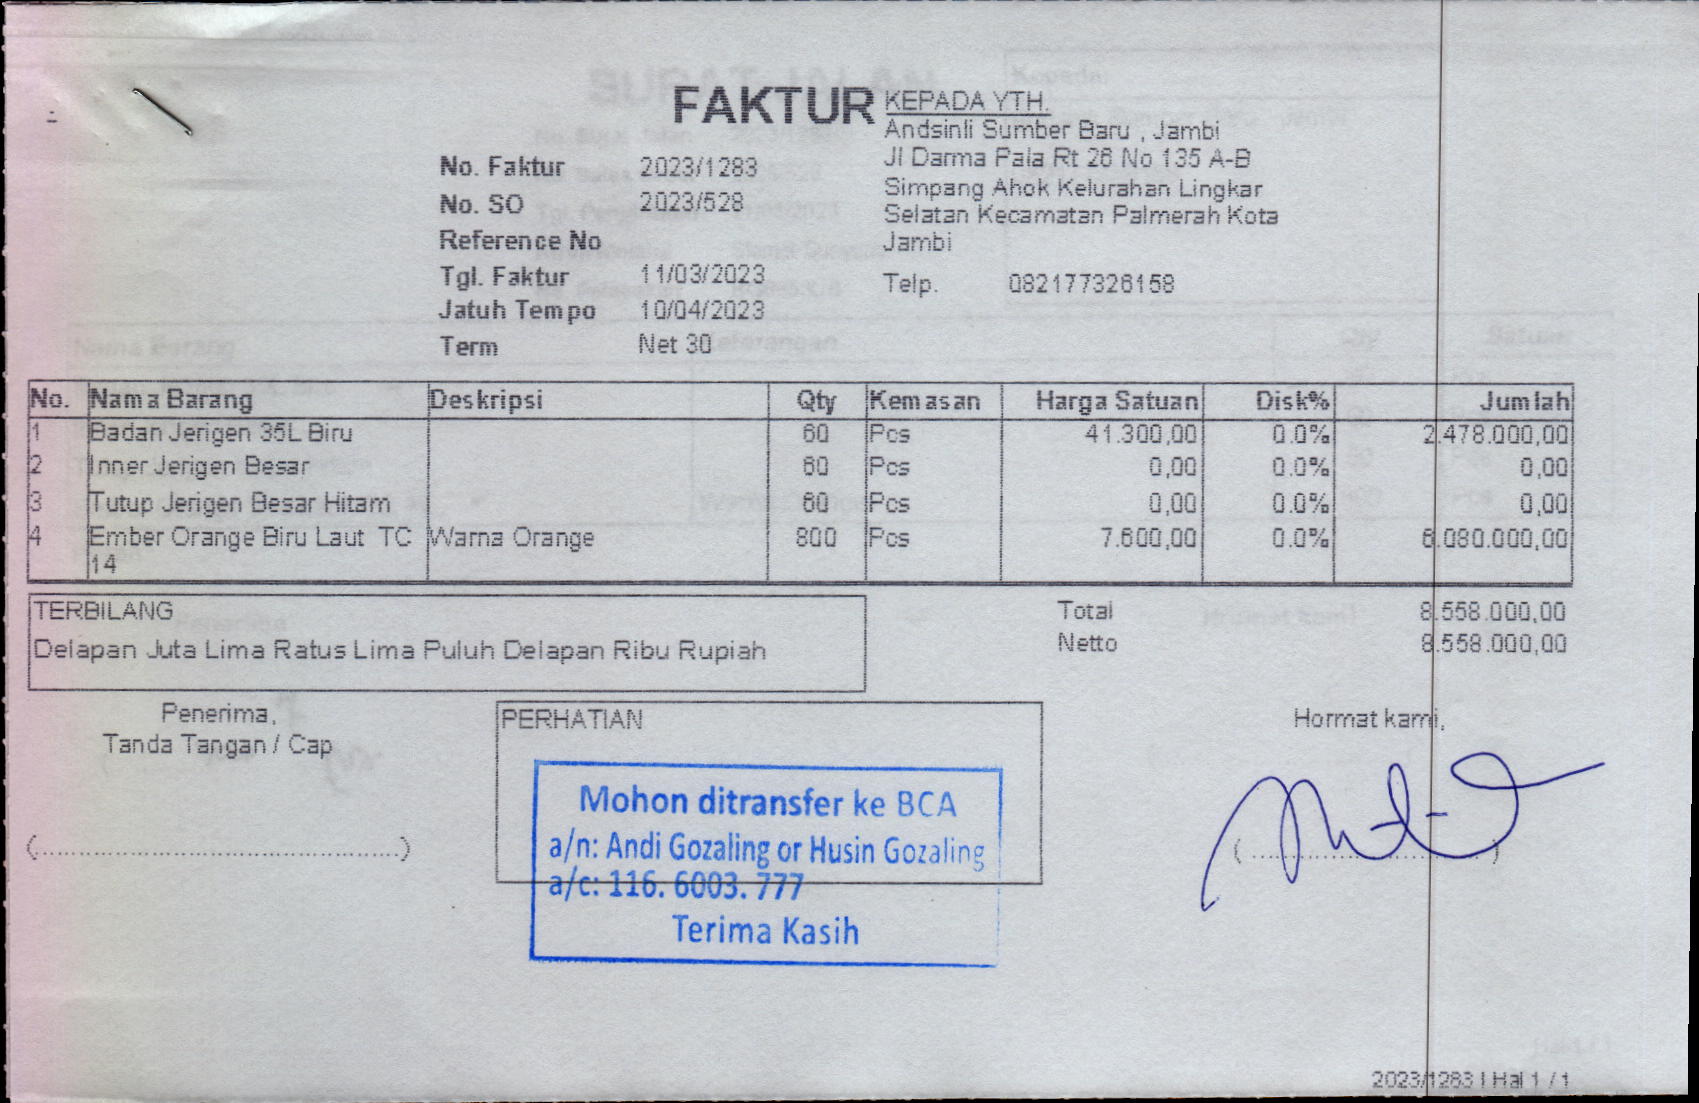 FAKTUR
KEPADA YTH.
Andsinli Sumber Baru , Jambi
Jl Darma Pala Rt 26 No 135 A-B
Simpang Ahok Kelurahan Lingkar
Selatan Kecamatan Palmerah Kota
Jambi
Telp. 082177326158
No. Faktur 2023/1283
No. SO 2023/528
Reference No
Tgl. Faktur 11/03/2023
Jatuh Tempo 10/04/2023
Term Net 30
No. Nama Barang Deskripsi Qty Kemasan Harga Satuan Disk% Jumlah
1 Badan Jerigen 35L Biru 60 Pcs 41.300,00 0.0% 2.478.000,00
2 Inner Jerigen Besar 60 Pcs 0,00 0.0% 0,00
3 Tutup Jerigen Besar Hitam 60 Pcs 0,00 0.0% 0,00
4 Ember Orange Biru Laut TC Warna Orange 800 Pcs 7.600,00 0.0% 6.080.000,00
14
TERBILANG
Delapan Juta Lima Ratus Lima Puluh Delapan Ribu Rupiah
Total 8.558.000,00
Netto 8.558.000,00
Penerima,
Tanda Tangan / Cap
(..........................................................)
PERHATIAN
Mohon ditransfer ke BCA
a/n: Andi Gozaling or Husin Gozaling
a/c: 116. 6003. 777
Terima Kasih
Hormat kami,
2023/1283 | Hal 1 / 1